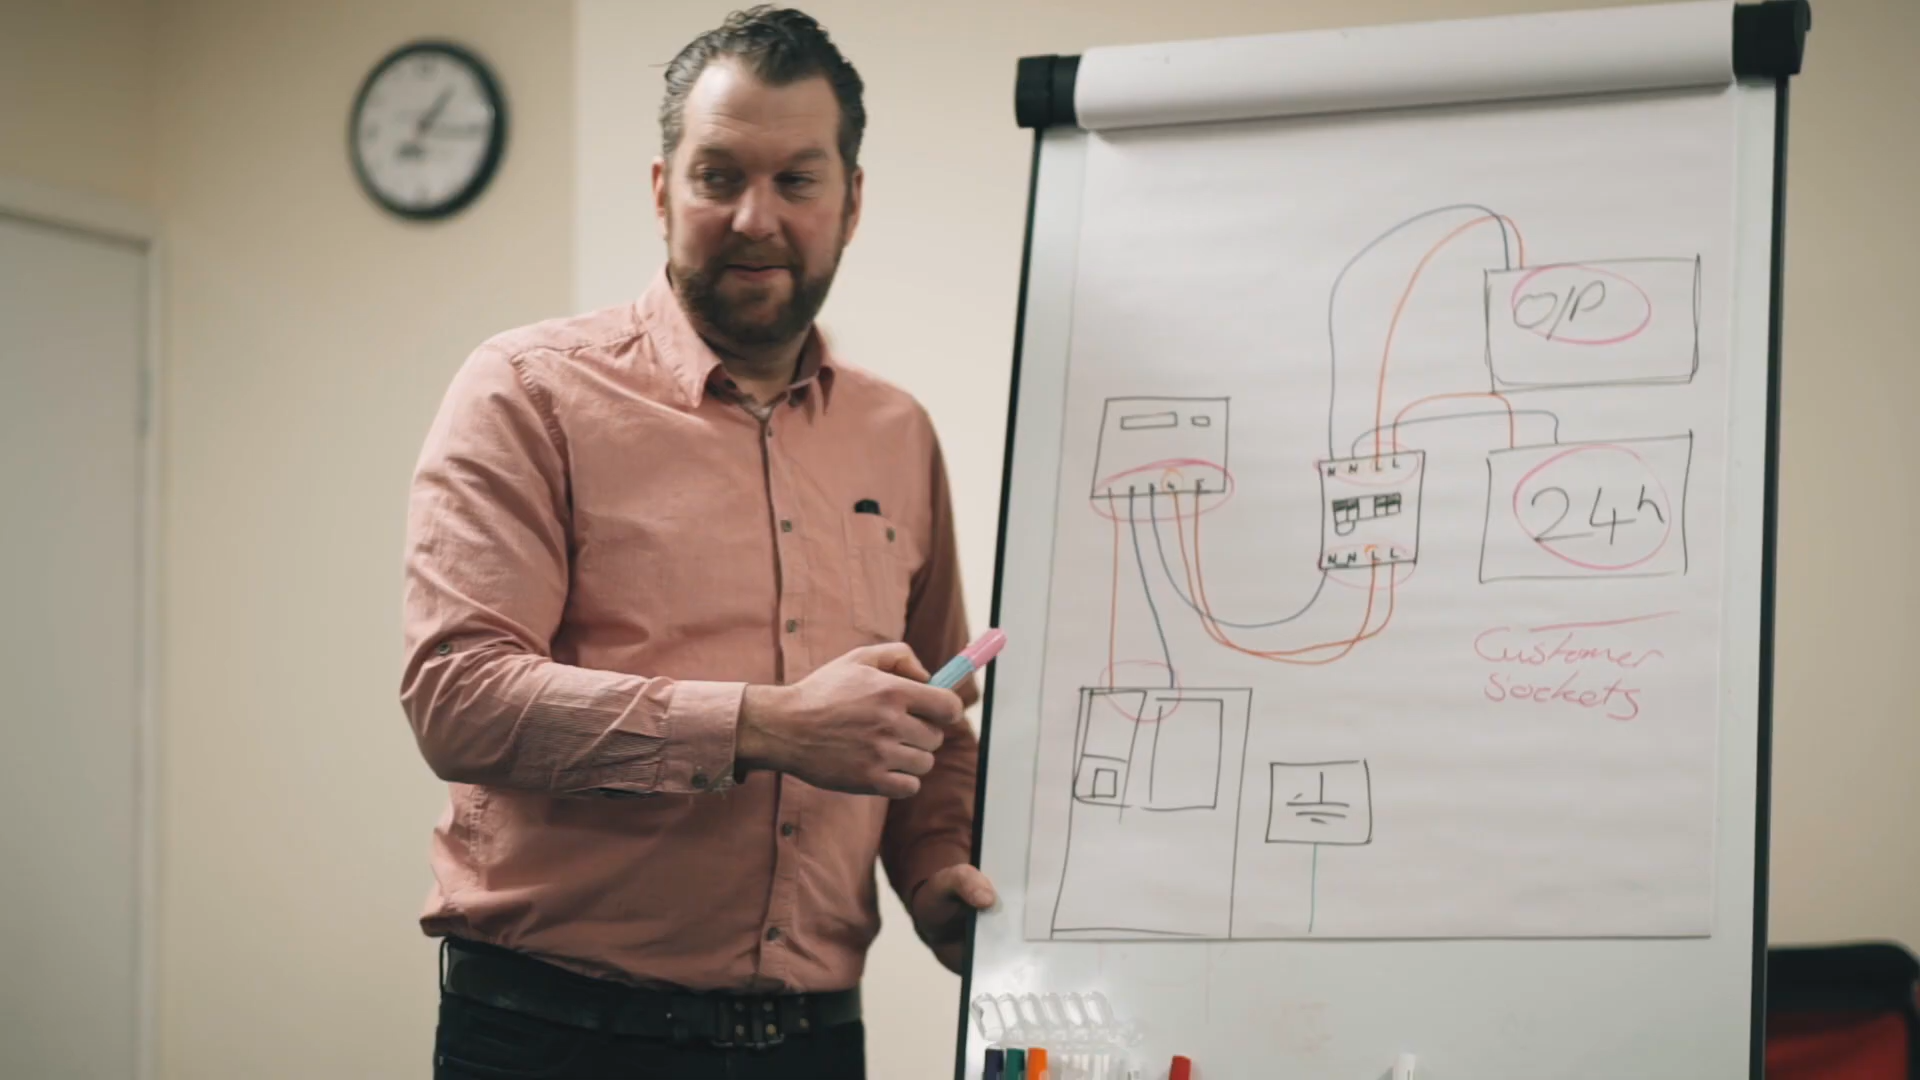 O/P
N N L L
24h
N N L L
Customer
Sockets